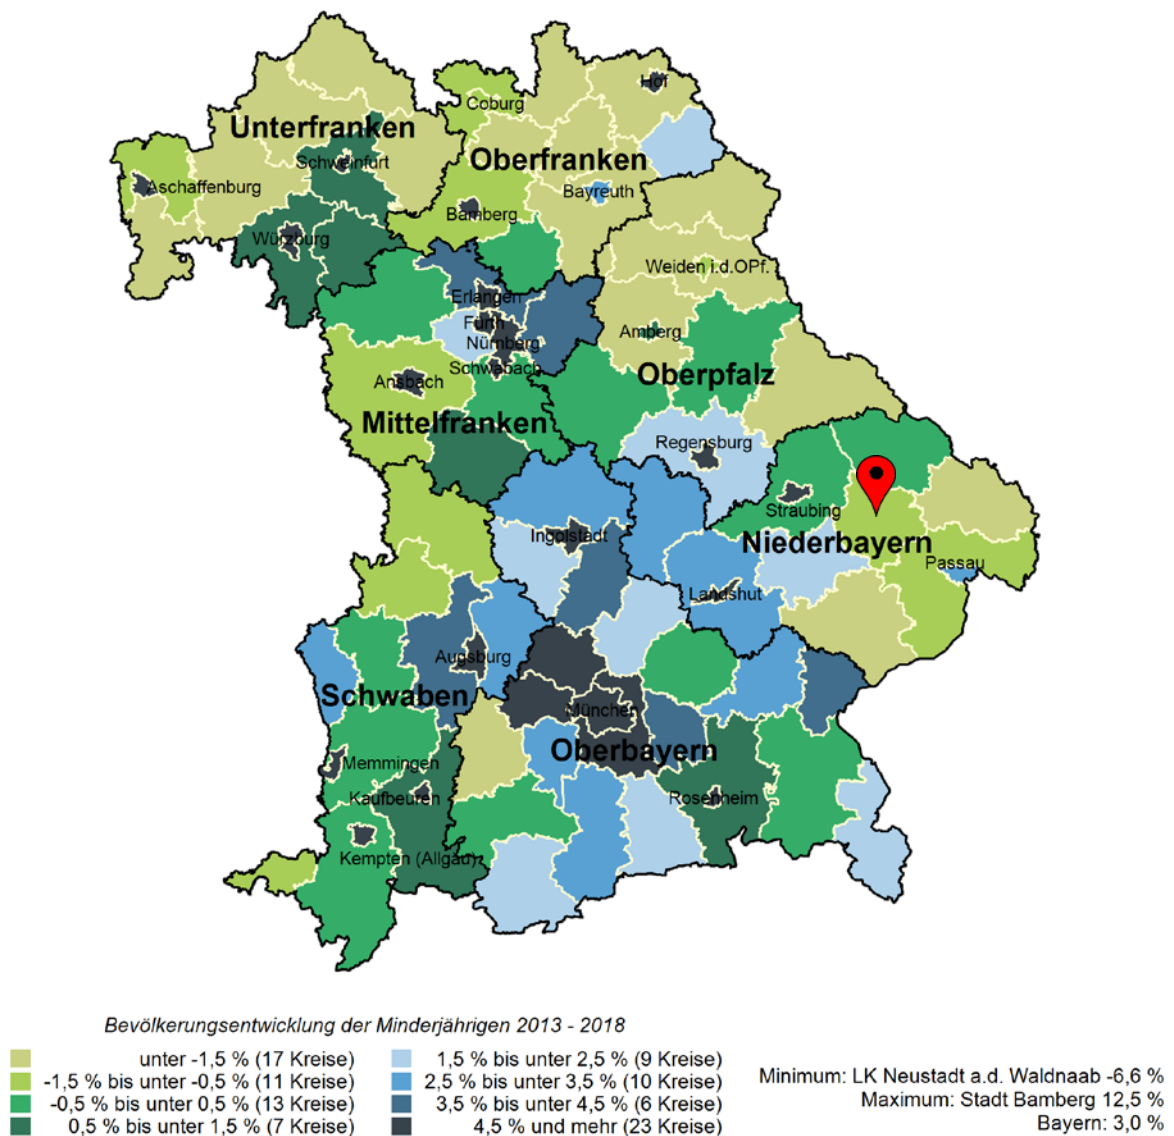 Hof
Coburg
Unterfranken
Oberfranken
Schweinfurt
Aschaffenburg
Bayreuth
Bamberg
Würzburg
Weiden i.d.OPf.
Erlangen
Fürth
Amberg
Nürnberg
Schwabach
Oberpfalz
Ansbach
Mittelfranken
Regensburg
Straubing
Ingolstadt
Niederbayern
Passau
Landshut
Augsburg
Schwaben
München
Oberbayern
Memmingen
Kaufbeuren
Rosenheim
Kempten (Allgäu)
Bevölkerungsentwicklung der Minderjährigen 2013 - 2018
unter -1,5 % (17 Kreise)
-1,5 % bis unter -0,5 % (11 Kreise)
-0,5 % bis unter 0,5 % (13 Kreise)
0,5 % bis unter 1,5 % (7 Kreise)
1,5 % bis unter 2,5 % (9 Kreise)
2,5 % bis unter 3,5 % (10 Kreise)
3,5 % bis unter 4,5 % (6 Kreise)
4,5 % und mehr (23 Kreise)
Minimum: LK Neustadt a.d. Waldnaab -6,6 %
Maximum: Stadt Bamberg 12,5 %
Bayern: 3,0 %